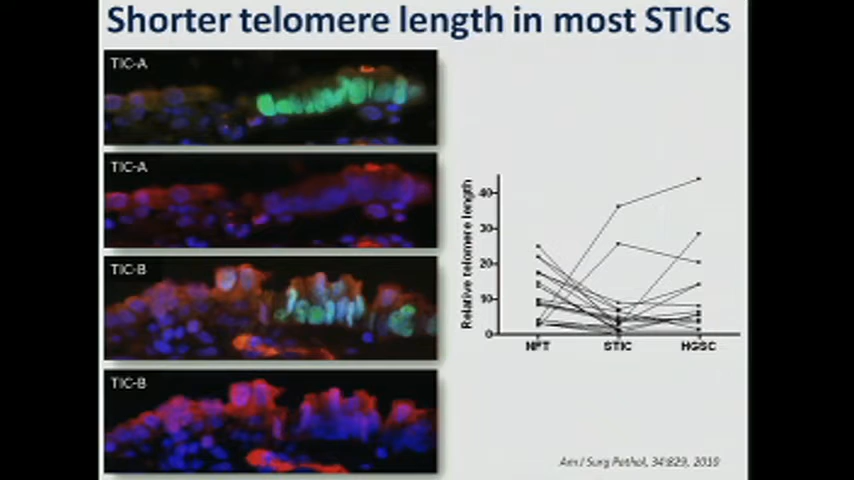 Shorter telomere length in most STICs
TIC-A
TIC-A
TIC-B
TIC-B
Relative telomere length
40
30
20
10
0
NFT
STIC
HGSC
Am J Surg Pathol, 34:829, 2010